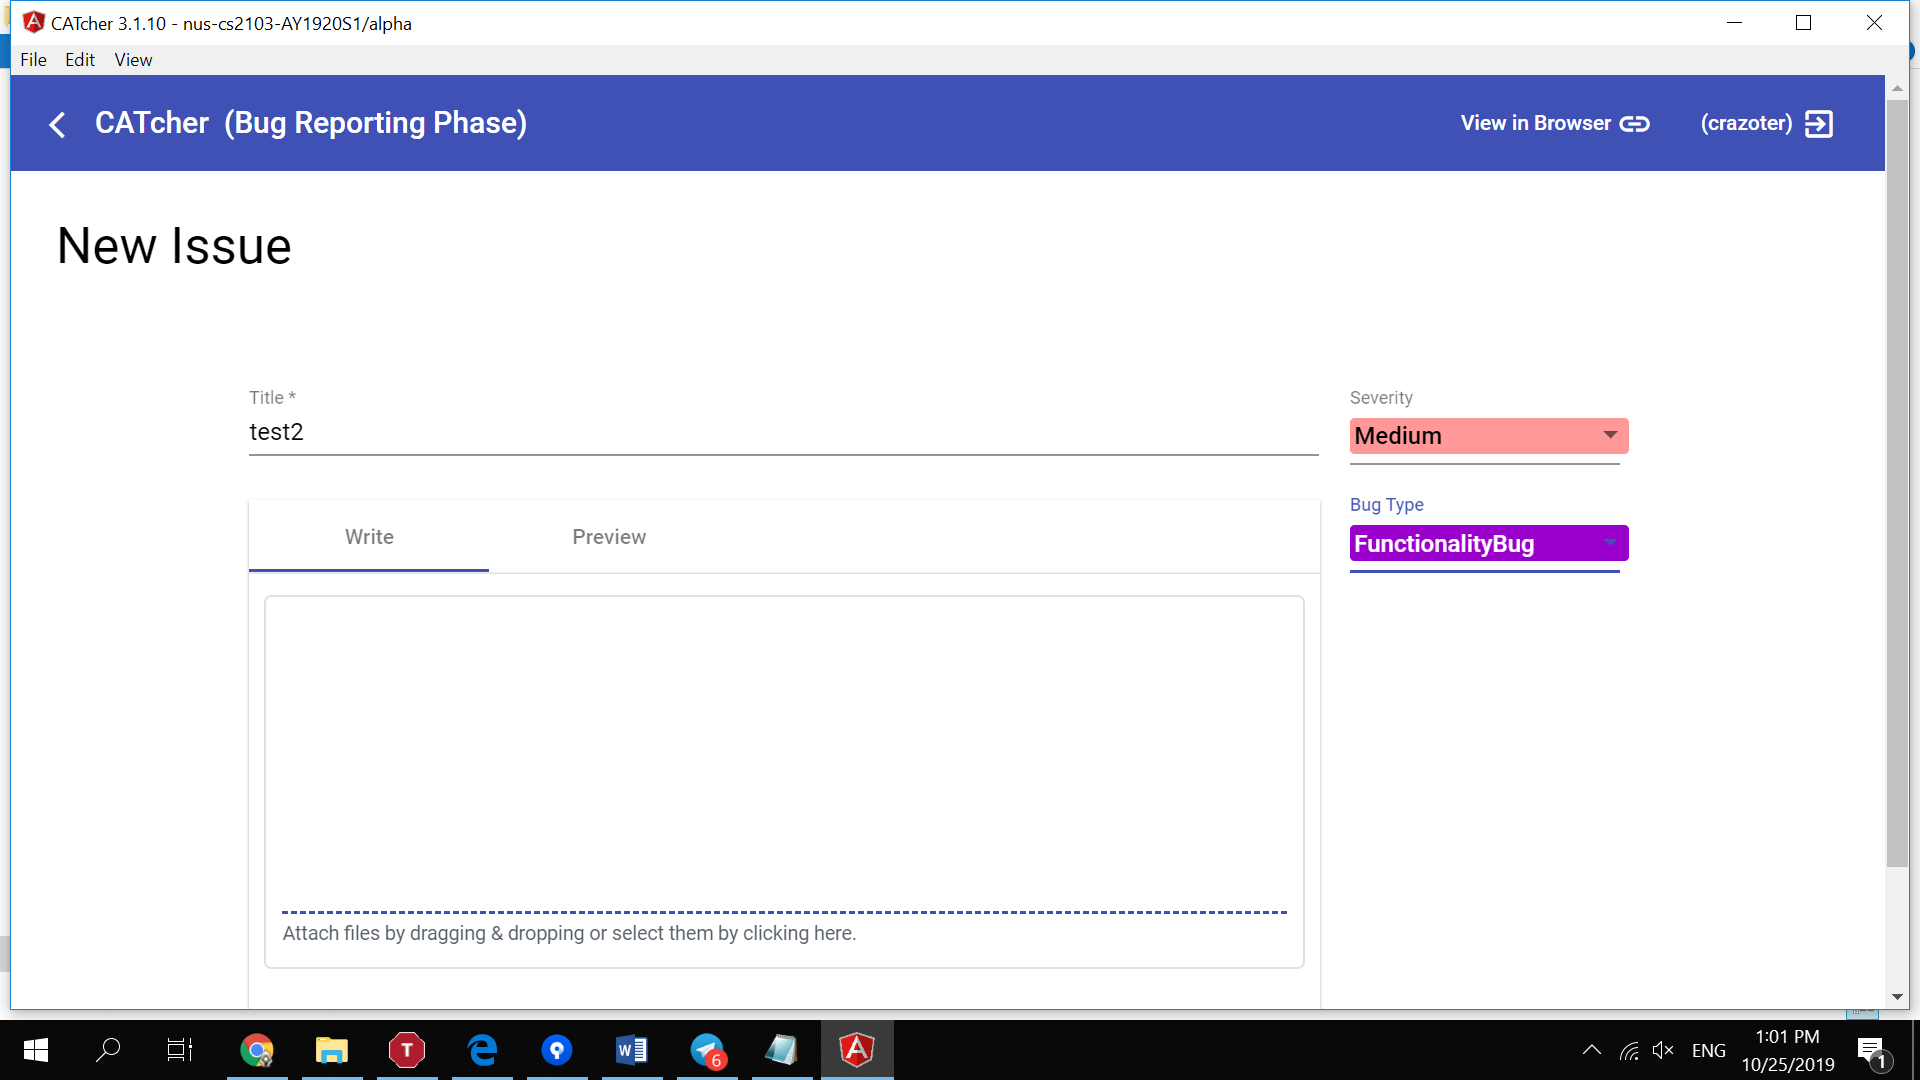 CATcher 3.1.10 - nus-cs2103-AY1920S1/alpha
File Edit View
CATcher (Bug Reporting Phase)
View in Browser
(crazoter)
New Issue
Title *
test2
Severity
Medium
Bug Type
FunctionalityBug
Write
Preview
Attach files by dragging & dropping or select them by clicking here.
T
W
6
A
ENG
1:01 PM
10/25/2019
1